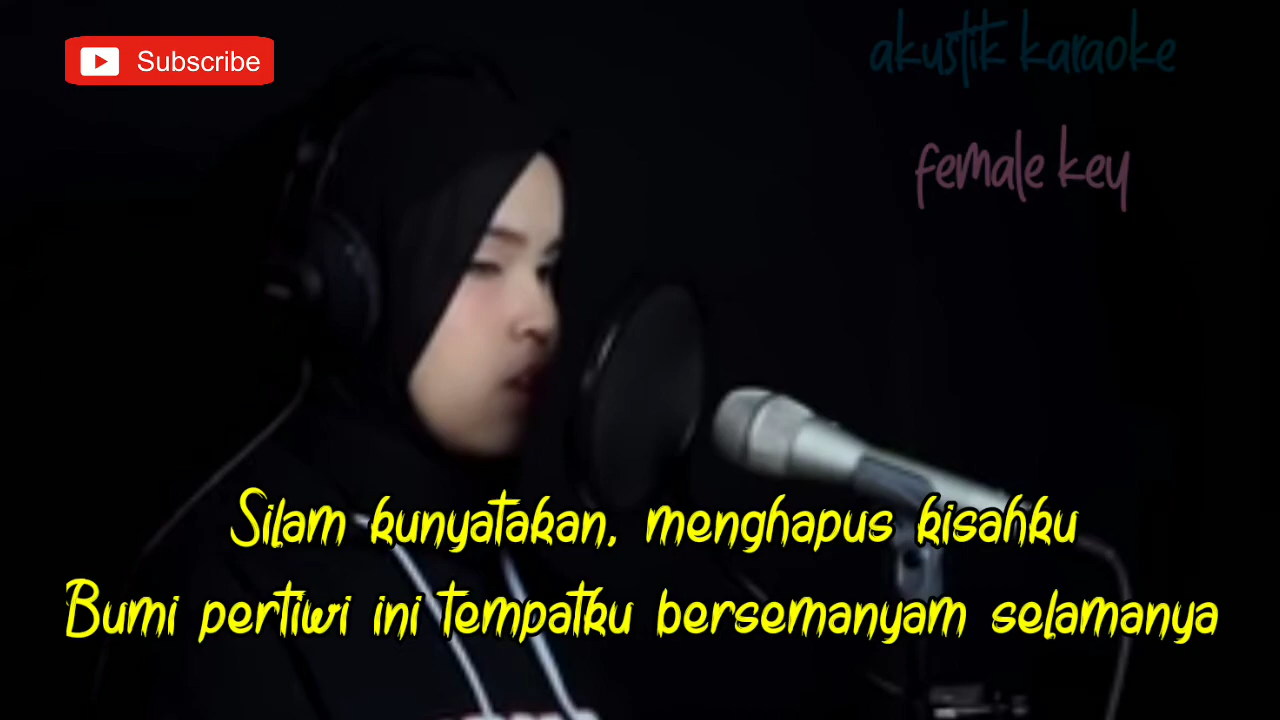 Subscribe
akustik karaoke
female key
Silam kunyatakan, menghapus kisahku
Bumi pertiwi ini tempatku bersemanyam selamanya